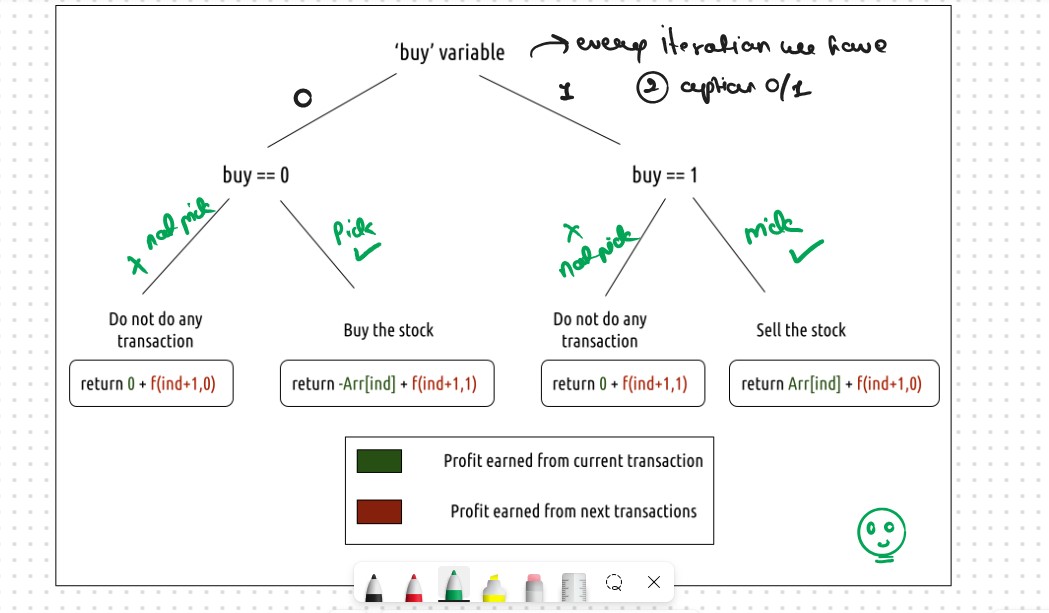 'buy' variable
→ every iteration we have
② option 0/1
0
1
buy == 0
buy == 1
x not pick
Pick ✓
x
not pick
pick ✓
Do not do any
transaction
Buy the stock
Do not do any
transaction
Sell the stock
return 0 + f(ind+1,0)
return -Arr[ind] + f(ind+1,1)
return 0 + f(ind+1,1)
return Arr[ind] + f(ind+1,0)
Profit earned from current transaction
Profit earned from next transactions